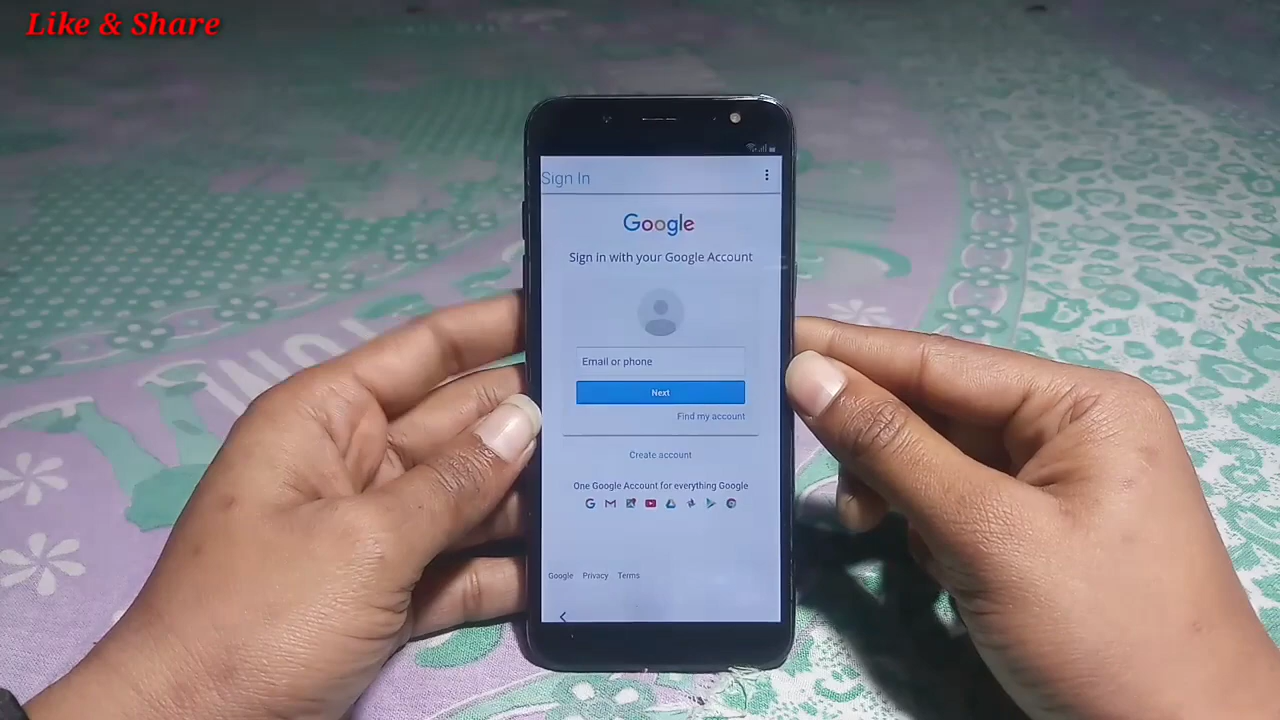 Like & Share
Sign In
Google
Sign in with your Google Account
Email or phone
Next
Find my account
Create account
One Google Account for everything Google
Google Privacy Terms